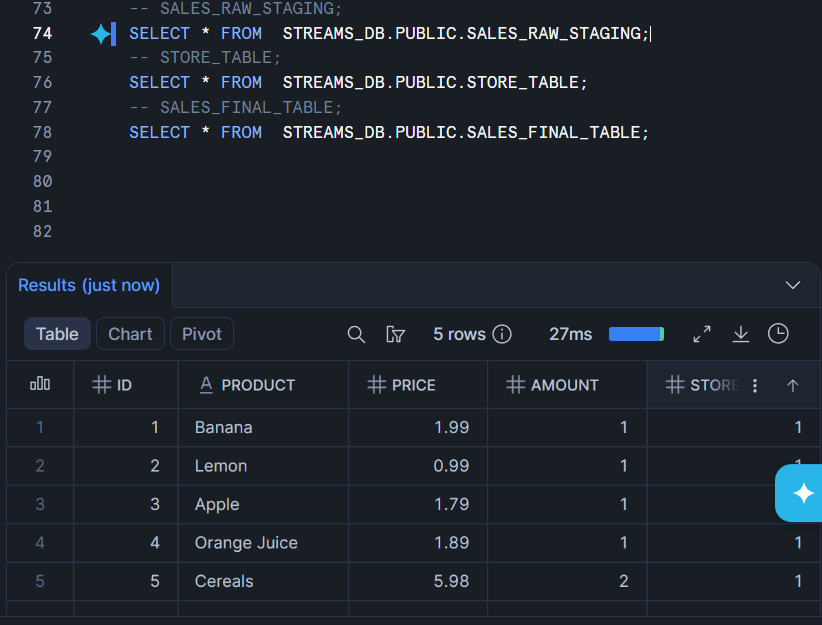 73 -- SALES_RAW_STAGING;
74 SELECT * FROM  STREAMS_DB.PUBLIC.SALES_RAW_STAGING;
75 -- STORE_TABLE;
76 SELECT * FROM  STREAMS_DB.PUBLIC.STORE_TABLE;
77 -- SALES_FINAL_TABLE;
78 SELECT * FROM  STREAMS_DB.PUBLIC.SALES_FINAL_TABLE;
79
80
81
82
Results (just now)
Table Chart Pivot 5 rows 27ms
ID PRODUCT PRICE AMOUNT STORE
1 1 Banana 1.99 1 1
2 2 Lemon 0.99 1
3 3 Apple 1.79 1
4 4 Orange Juice 1.89 1 1
5 5 Cereals 5.98 2 1